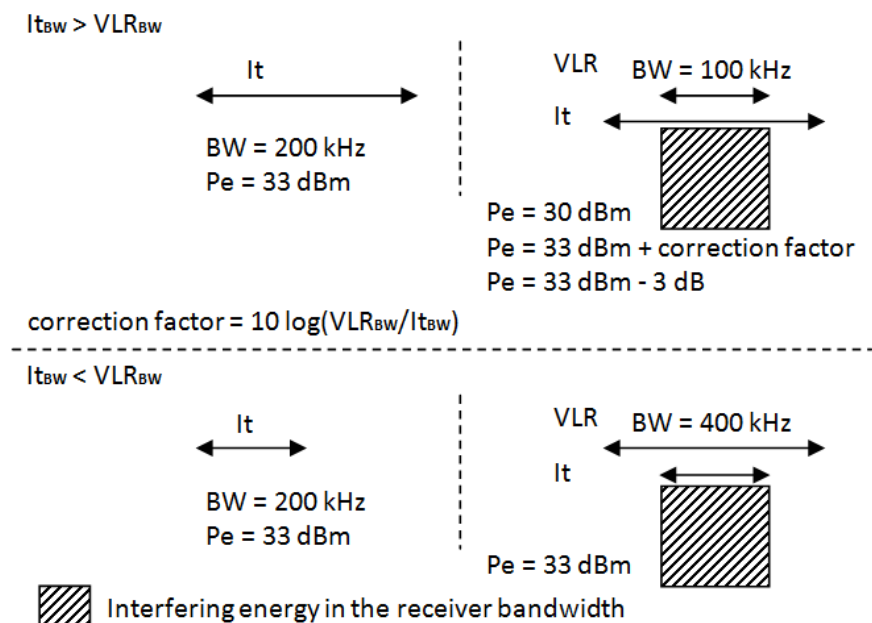 ItBW > VLRBW
It
BW = 200 kHz
Pe = 33 dBm
VLR BW = 100 kHz
It
Pe = 30 dBm
Pe = 33 dBm + correction factor
Pe = 33 dBm - 3 dB
correction factor = 10 log(VLRBW/ItBW)
ItBW < VLRBW
It
BW = 200 kHz
Pe = 33 dBm
VLR BW = 400 kHz
It
Pe = 33 dBm
Interfering energy in the receiver bandwidth